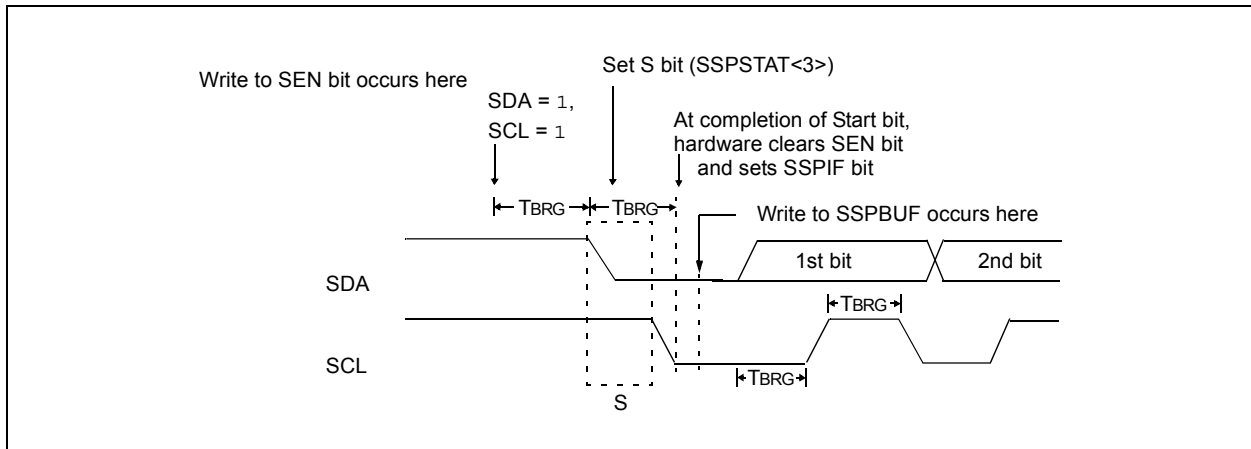 Write to SEN bit occurs here
Set S bit (SSPSTAT<3>)
SDA = 1,
SCL = 1
At completion of Start bit,
hardware clears SEN bit
and sets SSPIF bit
TBRG
TBRG
Write to SSPBUF occurs here
SDA
1st bit
2nd bit
TBRG
SCL
TBRG
S